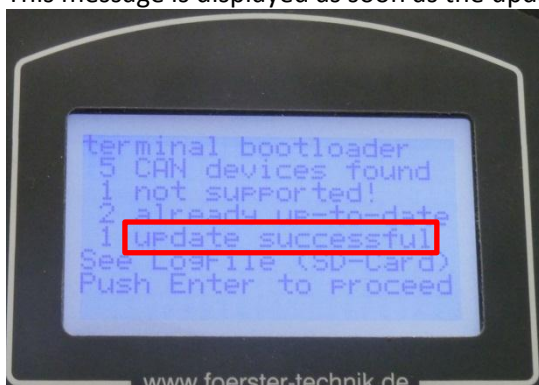 This message is displayed as soon as the upd
terminal bootloader
5 CAN devices found
1 not supported!
2 already up-to-date
1 update successful
See LogFile (SD-Card)
Push Enter to proceed
www.foerster-technik.de